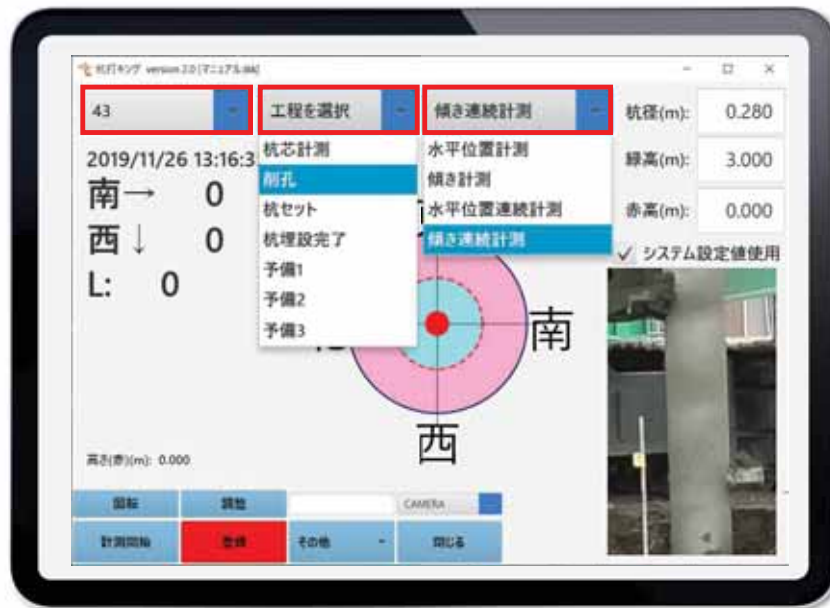 杭打キング version 2.0 [マニュアル.skk]
43
工程を選択
傾き連続計測
杭径(m): 0.280
2019/11/26 13:16:3
杭芯計測
水平位置計測
緑高(m): 3.000
南→ 0
削孔
傾き計測
杭セット
水平位置連続計測
赤高(m): 0.000
西↓ 0
杭埋設完了
傾き連続計測
✓ システム設定値使用
L: 0
予備1
予備2
予備3
南
西
高さ(赤)(m): 0.000
回転
調整
CAMERA
計測開始
登録
その他
閉じる